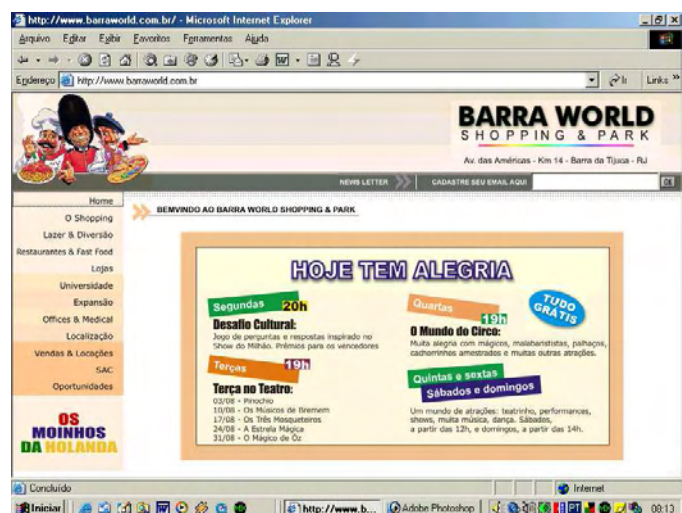 http://www.barraworld.com.br/ - Microsoft Internet Explorer
Arquivo Editar Exibir Favoritos Ferramentas Ajuda
Endereço http://www.barraworld.com.br Ir Links »
BARRA WORLD
SHOPPING & PARK
Av. das Américas - Km 14 - Barra da Tijuca - RJ
NEWS LETTER CADASTRE SEU EMAIL AQUI OK
Home
O Shopping
Lazer & Diversão
Restaurantes & Fast Food
Lojas
Universidade
Expansão
Offices & Medical
Localização
Vendas & Locações
SAC
Oportunidades
OS
MOINHOS
DA HOLANDA
BEMVINDO AO BARRA WORLD SHOPPING & PARK
HOJE TEM ALEGRIA
Segundas 20h
Desafio Cultural:
Jogo de perguntas e respostas inspirado no
Show do Milhão. Prêmios para os vencedores
Terças 19h
Terça no Teatro:
03/08 - Pinochio
10/08 - Os Músicos de Bremem
17/08 - Os Três Mosqueteiros
24/08 - A Estrela Mágica
31/08 - O Mágico de Óz
Quartas 19h
TUDO
GRÁTIS
O Mundo do Circo:
Muita alegria com mágicos, malabaristas, palhaços,
cachorrinhos amestrados e muitas outras atrações.
Quintas e sextas
Sábados e domingos
Um mundo de atrações: teatrinho, performances,
shows, muita música, dança. Sábados,
a partir das 12h, e domingos, a partir das 14h.
Concluído Internet
Iniciar http://www.b... Adobe Photoshop PT 08:13